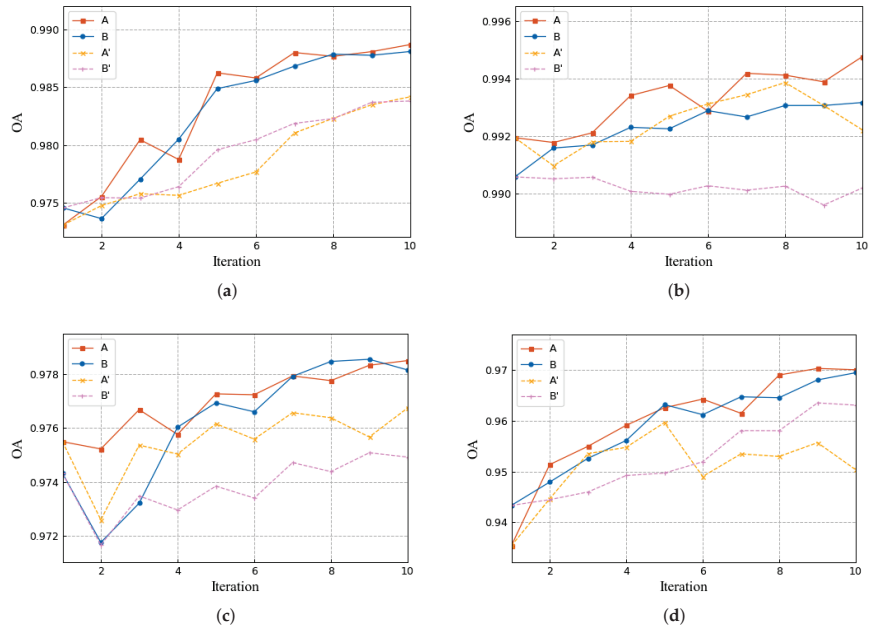 0.990
0.985
0.980
0.975
OA
A
B
A'
B'
2 4 6 8 10
Iteration
(a)
0.996
0.994
0.992
0.990
OA
A
B
A'
B'
2 4 6 8 10
Iteration
(b)
0.978
0.976
0.974
0.972
OA
A
B
A'
B'
2 4 6 8 10
Iteration
(c)
0.97
0.96
0.95
0.94
OA
A
B
A'
B'
2 4 6 8 10
Iteration
(d)